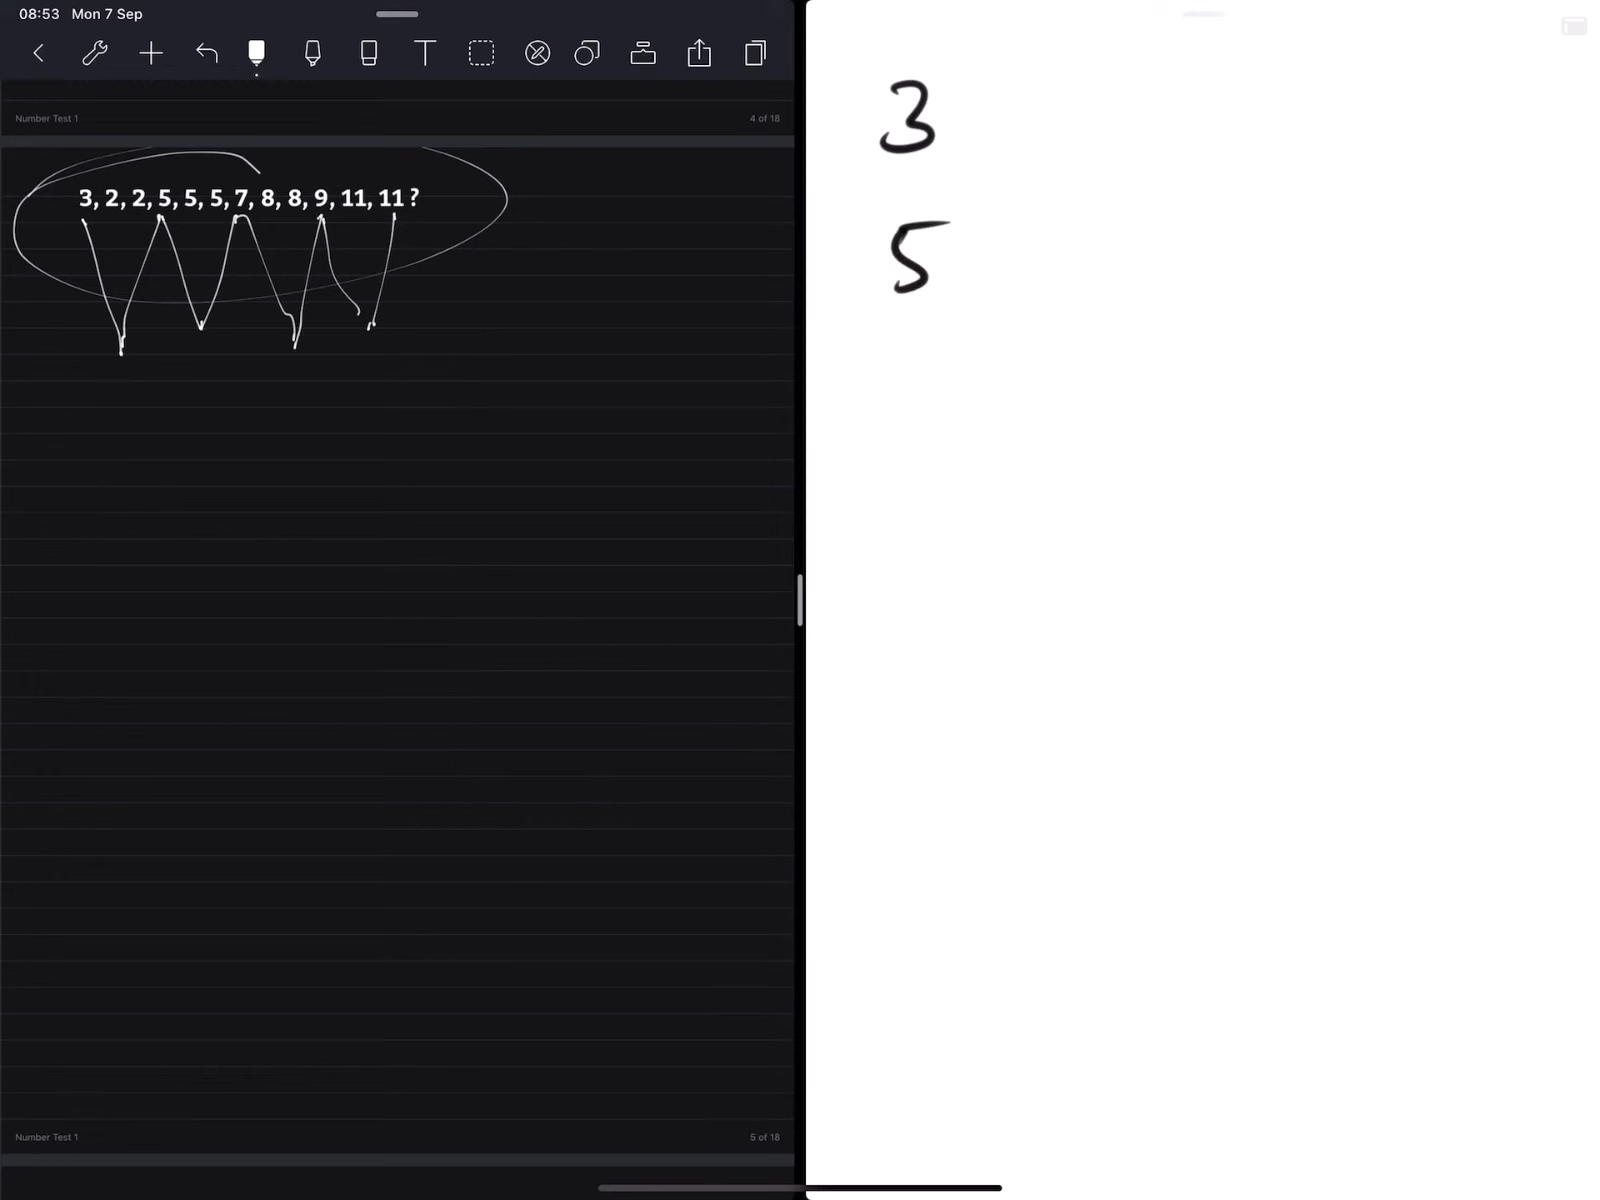 08:53 Mon 7 Sep
T
Number Test 1 4 of 18
3, 2, 2, 5, 5, 5, 7, 8, 8, 9, 11, 11 ?
Number Test 1 5 of 18
3
5